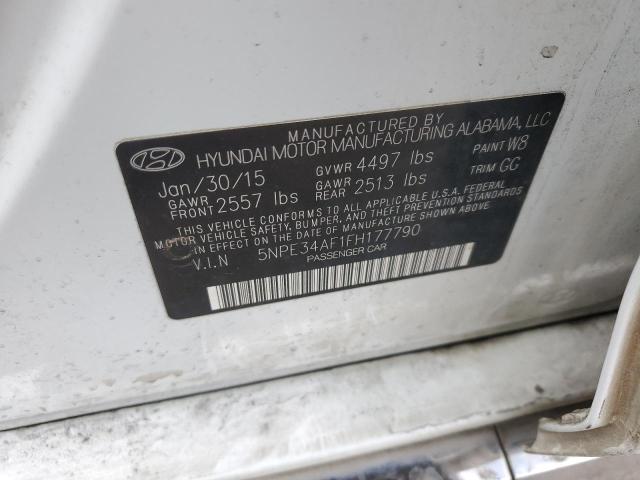 MANUFACTURED BY
HYUNDAI MOTOR MANUFACTURING ALABAMA, LLC
Jan/30/15 GVWR 4497 lbs PAINT W8
GAWR FRONT 2557 lbs GAWR REAR 2513 lbs TRIM GG
THIS VEHICLE CONFORMS TO ALL APPLICABLE U.S.A. FEDERAL
MOTOR VEHICLE SAFETY, BUMPER, AND THEFT PREVENTION STANDARDS
IN EFFECT ON THE DATE OF MANUFACTURE SHOWN ABOVE.
V.I.N 5NPE34AF1FH177790
PASSENGER CAR